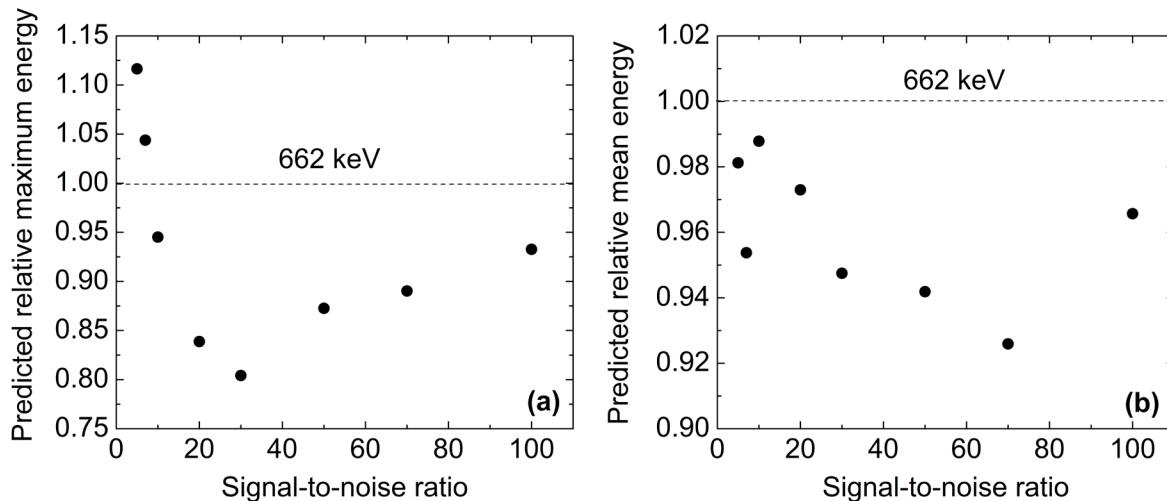 Predicted relative maximum energy
1.15
1.10
1.05
1.00
0.95
0.90
0.85
0.80
0.75
662 keV
(a)
0 20 40 60 80 100
Signal-to-noise ratio
Predicted relative mean energy
1.02
1.00
0.98
0.96
0.94
0.92
0.90
662 keV
(b)
0 20 40 60 80 100
Signal-to-noise ratio